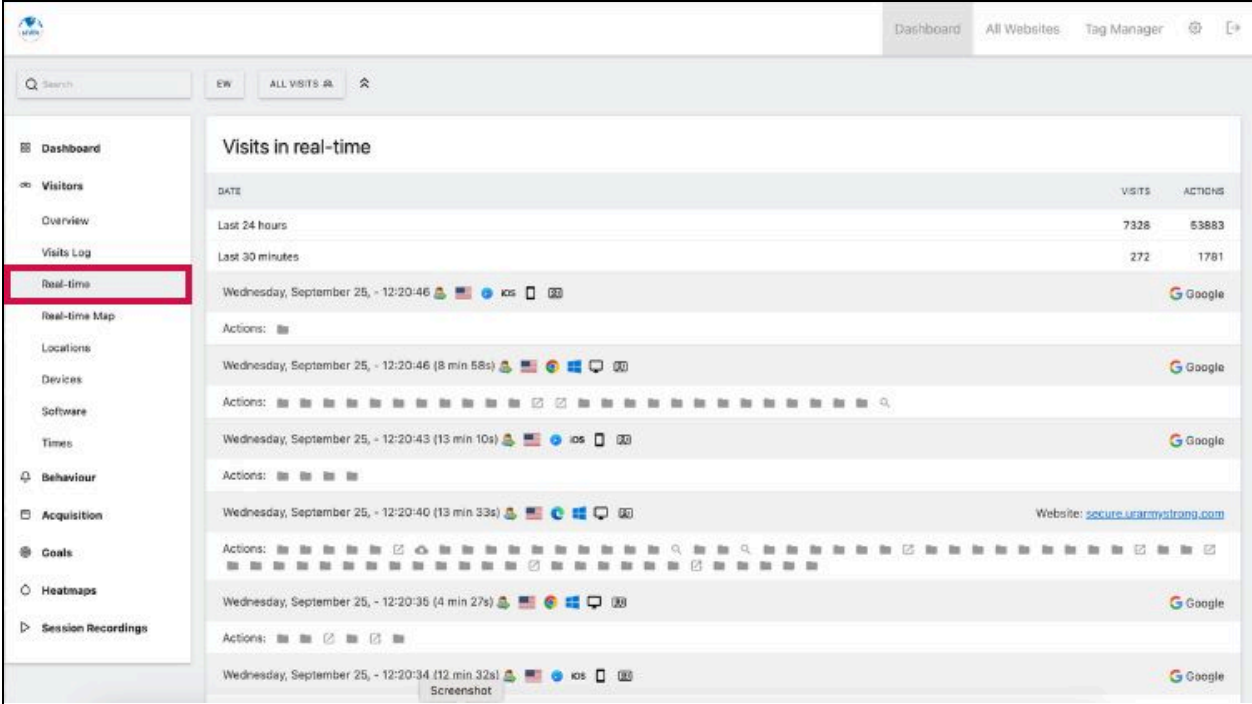 Dashboard All Websites Tag Manager
Search
EW ALL VISITS
Dashboard
Visitors
Overview
Visits Log
Real-time
Real-time Map
Locations
Devices
Software
Times
Behaviour
Acquisition
Goals
Heatmaps
Session Recordings
Visits in real-time
DATE VISITS ACTIONS
Last 24 hours 7328 53883
Last 30 minutes 272 1781
Wednesday, September 25, - 12:20:46 iOS Google
Actions:
Wednesday, September 25, - 12:20:46 (8 min 58s) Google
Actions:
Wednesday, September 25, - 12:20:43 (13 min 10s) iOS Google
Actions:
Wednesday, September 25, - 12:20:40 (13 min 33s) Website: secure.urarmystrong.com
Actions:
Wednesday, September 25, - 12:20:35 (4 min 27s) Google
Actions:
Wednesday, September 25, - 12:20:34 (12 min 32s) iOS Google
Screenshot